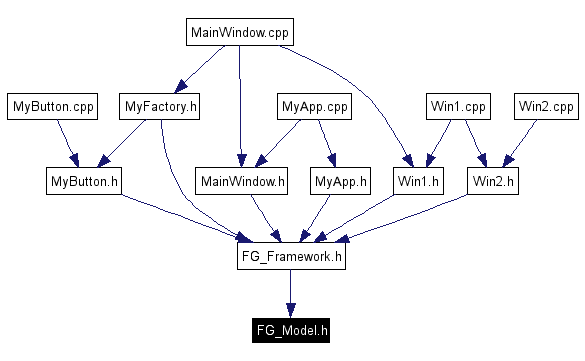 MainWindow.cpp
MyButton.cpp
MyFactory.h
MyApp.cpp
Win1.cpp
Win2.cpp
MyButton.h
MainWindow.h
MyApp.h
Win1.h
Win2.h
FG_Framework.h
FG_Model.h